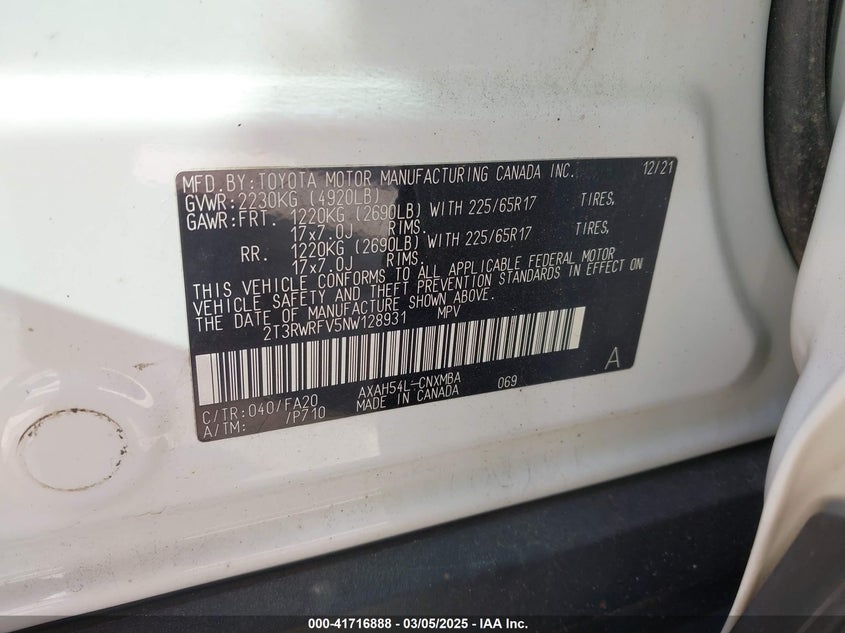 MFD. BY: TOYOTA MOTOR MANUFACTURING CANADA INC. 12/21
GVWR: 2230KG (4920LB)
GAWR: FRT. 1220KG (2690LB) WITH 225/65R17 TIRES,
17x7.0J RIMS.
RR. 1220KG (2690LB) WITH 225/65R17 TIRES,
17x7.0J RIMS.
THIS VEHICLE CONFORMS TO ALL APPLICABLE FEDERAL MOTOR
VEHICLE SAFETY AND THEFT PREVENTION STANDARDS IN EFFECT ON
THE DATE OF MANUFACTURE SHOWN ABOVE.
2T3RWRFV5NW128931 MPV
A
C/TR: 040/FA20 AXAH54L-CNXMBA 069
A/TM: /P710 MADE IN CANADA
000-41716888 — 03/05/2025 — IAA Inc.